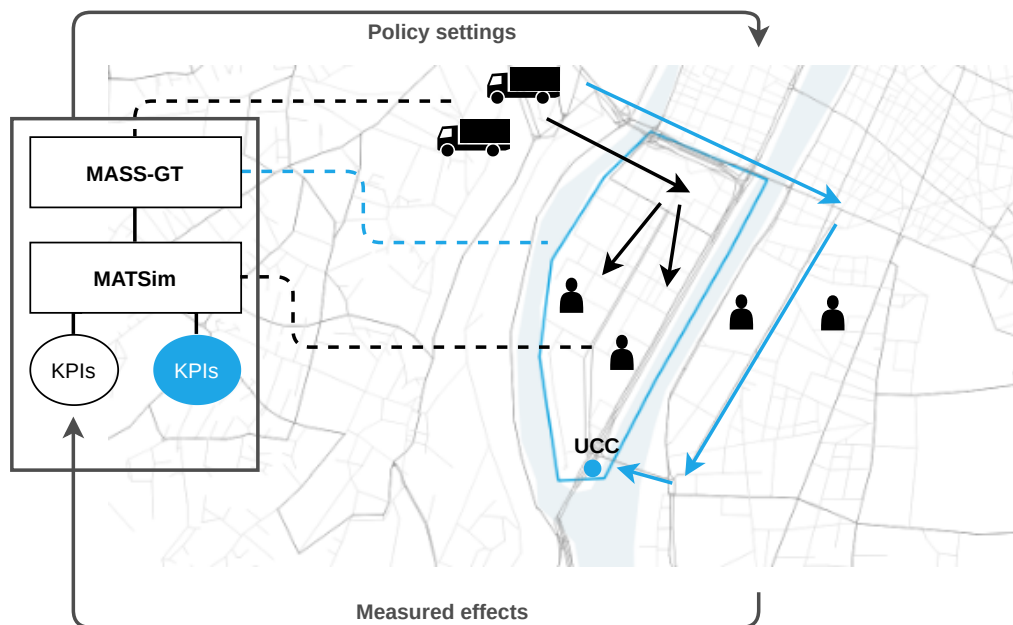 Policy settings
MASS-GT
MATSim
KPIs
KPIs
UCC
Measured effects